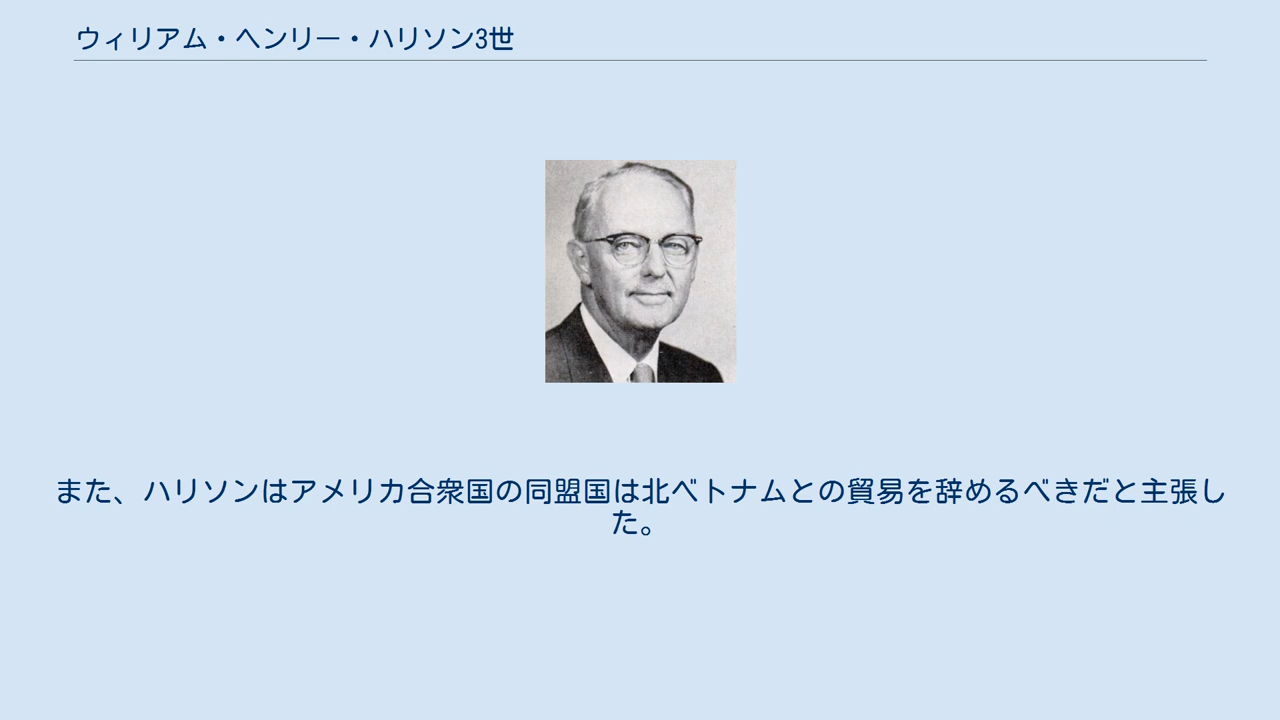 ウィリアム・ヘンリー・ハリソン3世
また、ハリソンはアメリカ合衆国の同盟国は北ベトナムとの貿易を辞めるべきだと主張し
た。